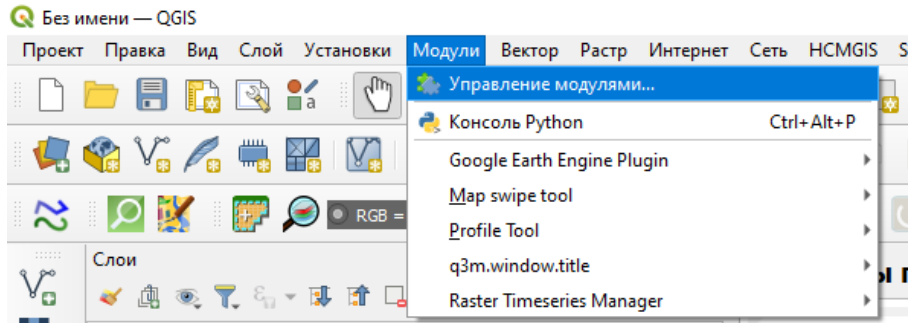 Без имени — QGIS
Проект Правка Вид Слой Установки Модули Вектор Растр Интернет Сеть HCMGIS S
Управление модулями...
a
Консоль Python Ctrl+Alt+P
Google Earth Engine Plugin
Map swipe tool
RGB =
Profile Tool
Слои
q3m.window.title
Raster Timeseries Manager